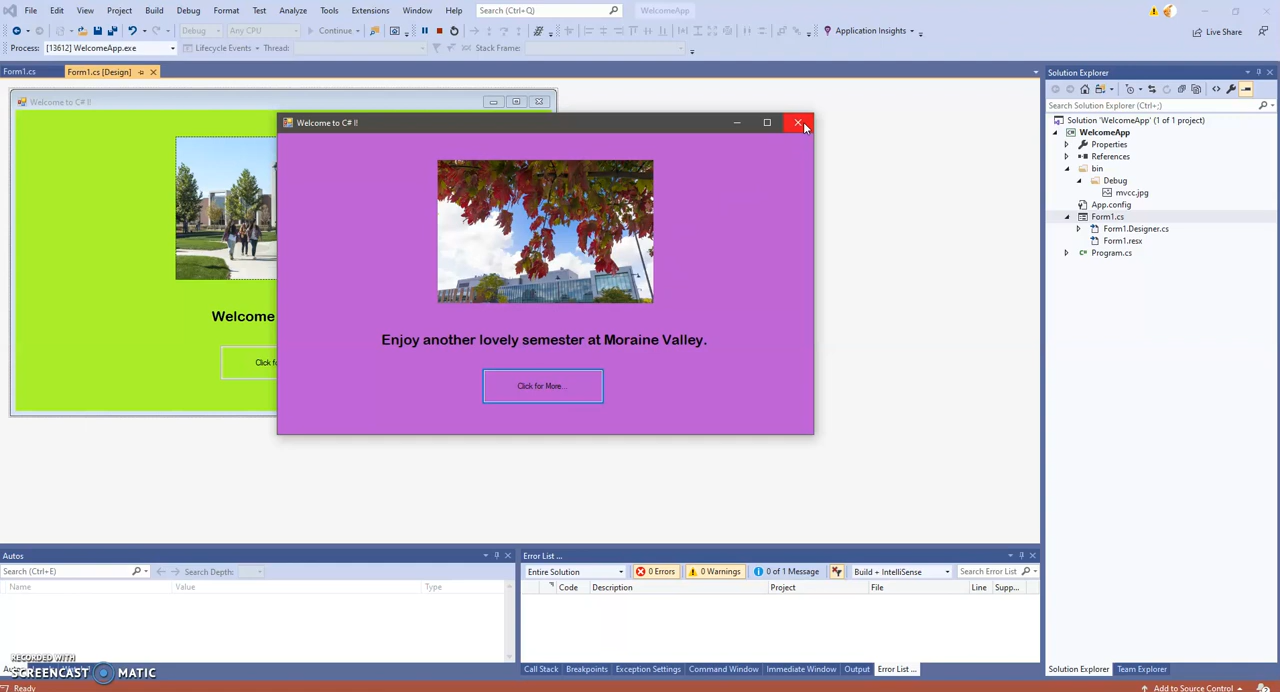 File Edit View Project Build Debug Format Test Analyze Tools Extensions Window Help Search (Ctrl+Q) WelcomeApp
Debug Any CPU Continue Application Insights Live Share
Process: [13612] WelcomeApp.exe Lifecycle Events Thread: Stack Frame:
Form1.cs Form1.cs [Design]
Welcome to C# I!
Welcome
Click fo
Welcome to C# I!
Enjoy another lovely semester at Moraine Valley.
Click for More...
Solution Explorer
Search Solution Explorer (Ctrl+;)
Solution 'WelcomeApp' (1 of 1 project)
WelcomeApp
Properties
References
bin
Debug
mvcc.jpg
App.config
Form1.cs
Form1.Designer.cs
Form1.resx
Program.cs
Autos
Search (Ctrl+E) Search Depth:
Name Value Type
Error List ...
Entire Solution 0 Errors 0 Warnings 0 of 1 Message Build + IntelliSense Search Error List
Code Description Project File Line Supp...
RECORDED WITH
SCREENCAST MATIC
Call Stack Breakpoints Exception Settings Command Window Immediate Window Output Error List ...
Solution Explorer Team Explorer
Ready Add to Source Control